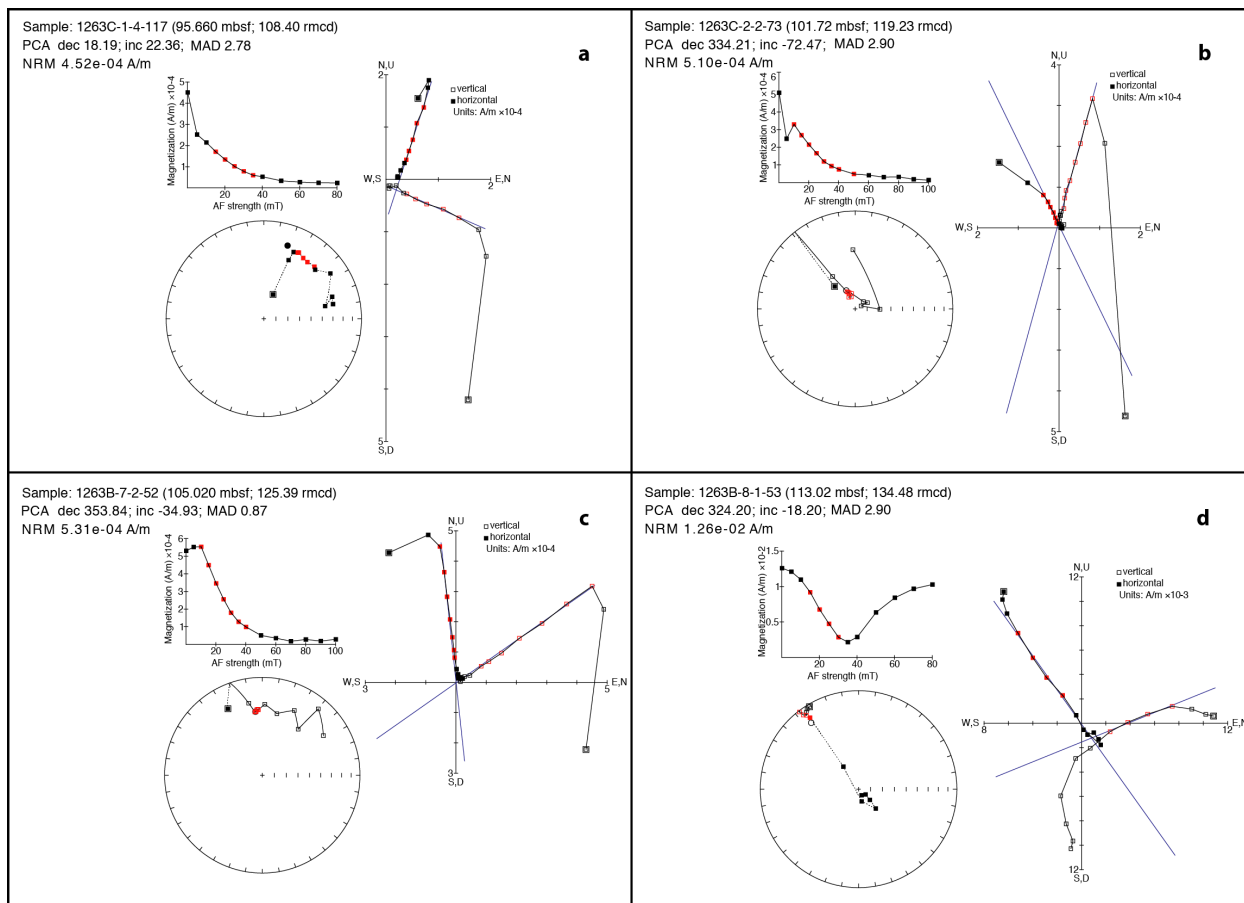 Sample: 1263C-1-4-117 (95.660 mbsf; 108.40 rmcd)
PCA dec 18.19; inc 22.36; MAD 2.78
NRM 4.52e-04 A/m
a
Magnetization (A/m) ×10-4
5
4
3
2
1
20 40 60 80
AF strength (mT)
2
N,U
vertical
horizontal
Units: A/m ×10-4
W,S
E,N
2
5
S,D
Sample: 1263C-2-2-73 (101.72 mbsf; 119.23 rmcd)
PCA dec 334.21; inc -72.47; MAD 2.90
NRM 5.10e-04 A/m
b
Magnetization (A/m) ×10-4
6
5
4
3
2
1
20 40 60 80 100
AF strength (mT)
N,U
4
vertical
horizontal
Units: A/m ×10-4
W,S
2
E,N
2
5
S,D
Sample: 1263B-7-2-52 (105.020 mbsf; 125.39 rmcd)
PCA dec 353.84; inc -34.93; MAD 0.87
NRM 5.31e-04 A/m
c
Magnetization (A/m) ×10-4
6
5
4
3
2
1
20 40 60 80 100
AF strength (mT)
N,U
5
vertical
horizontal
Units: A/m ×10-4
W,S
3
E,N
5
3
S,D
Sample: 1263B-8-1-53 (113.02 mbsf; 134.48 rmcd)
PCA dec 324.20; inc -18.20; MAD 2.90
NRM 1.26e-02 A/m
d
Magnetization (A/m) ×10-2
1.5
1
0.5
20 40 60 80
AF strength (mT)
N,U
12
vertical
horizontal
Units: A/m ×10-3
W,S
8
E,N
12
12
S,D